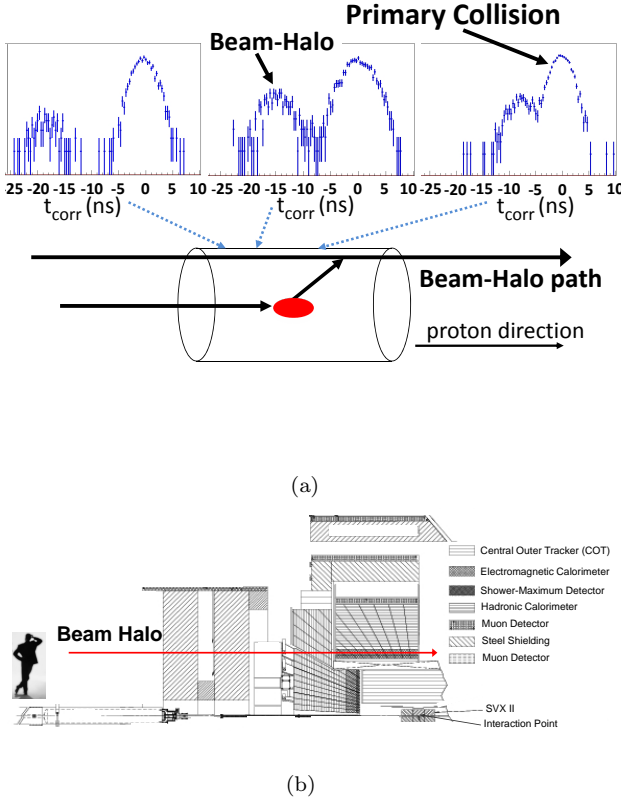 Primary Collision
Beam-Halo
-25 -20 -15 -10 -5 0 5 10
-25 -20 -15 -10 -5 0 5 10
-25 -20 -15 -10 -5 0 5 10
tcorr (ns)
tcorr (ns)
tcorr (ns)
Beam-Halo path
proton direction
(a)
Central Outer Tracker (COT)
Electromagnetic Calorimeter
Shower-Maximum Detector
Hadronic Calorimeter
Muon Detector
Steel Shielding
Muon Detector
Beam Halo
SVX II
Interaction Point
(b)